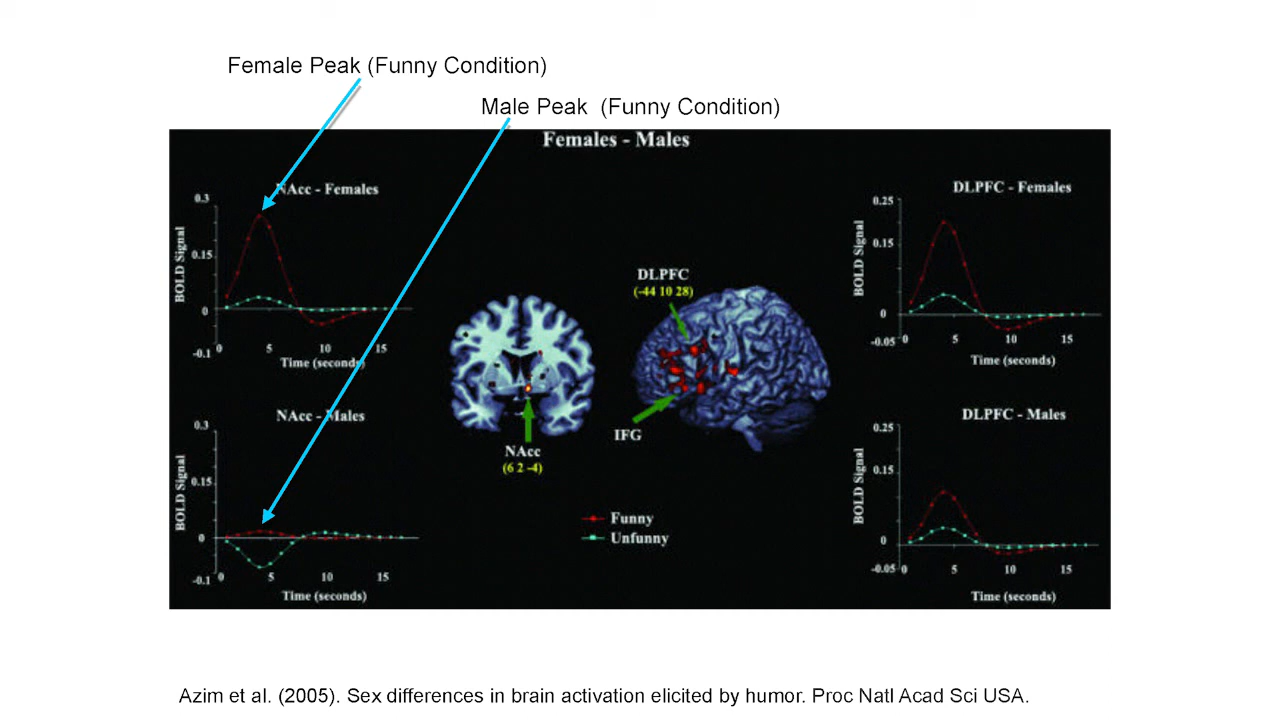 Female Peak (Funny Condition)
Male Peak (Funny Condition)
Females - Males
NAcc - Females
0.3
0.15
0
-0.1
BOLD Signal
0 5 10 15
Time (seconds)
DLPFC - Females
0.25
0.15
0
-0.05
BOLD Signal
0 5 10 15
Time (seconds)
DLPFC
(-44 10 28)
IFG
NAcc
(6 2 -4)
Funny
Unfunny
NAcc - Males
0.3
0.15
0
-0.1
BOLD Signal
0 5 10 15
Time (seconds)
DLPFC - Males
0.25
0.15
0
-0.05
BOLD Signal
0 5 10 15
Time (seconds)
Azim et al. (2005). Sex differences in brain activation elicited by humor. Proc Natl Acad Sci USA.